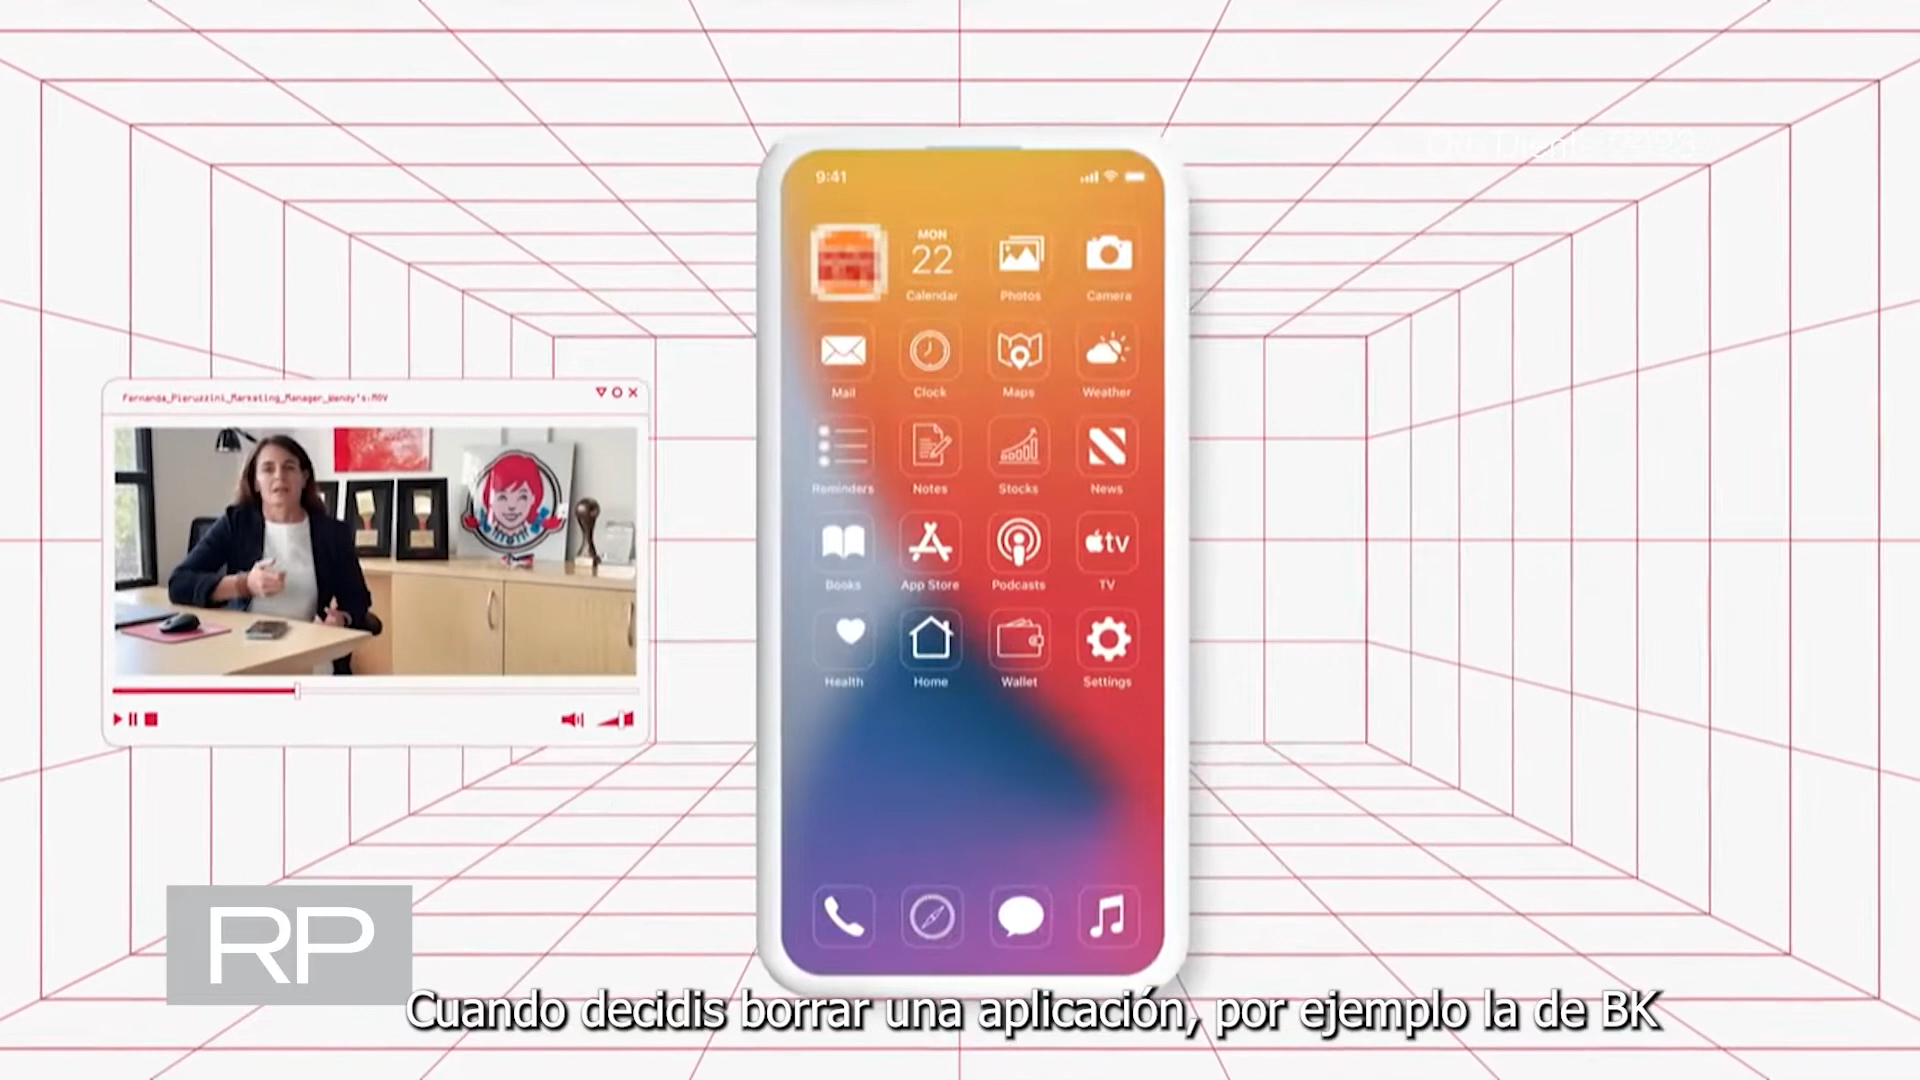 9:41
MON
22
Calendar
Photos
Camera
Fernanda_Pieruzzini_Marketing_Manager_Wendy's.MOV
Mail
Clock
Maps
Weather
Reminders
Notes
Stocks
News
tv
Books
App Store
Podcasts
TV
Health
Home
Wallet
Settings
RP
Cuando decidis borrar una aplicación, por ejemplo la de BK